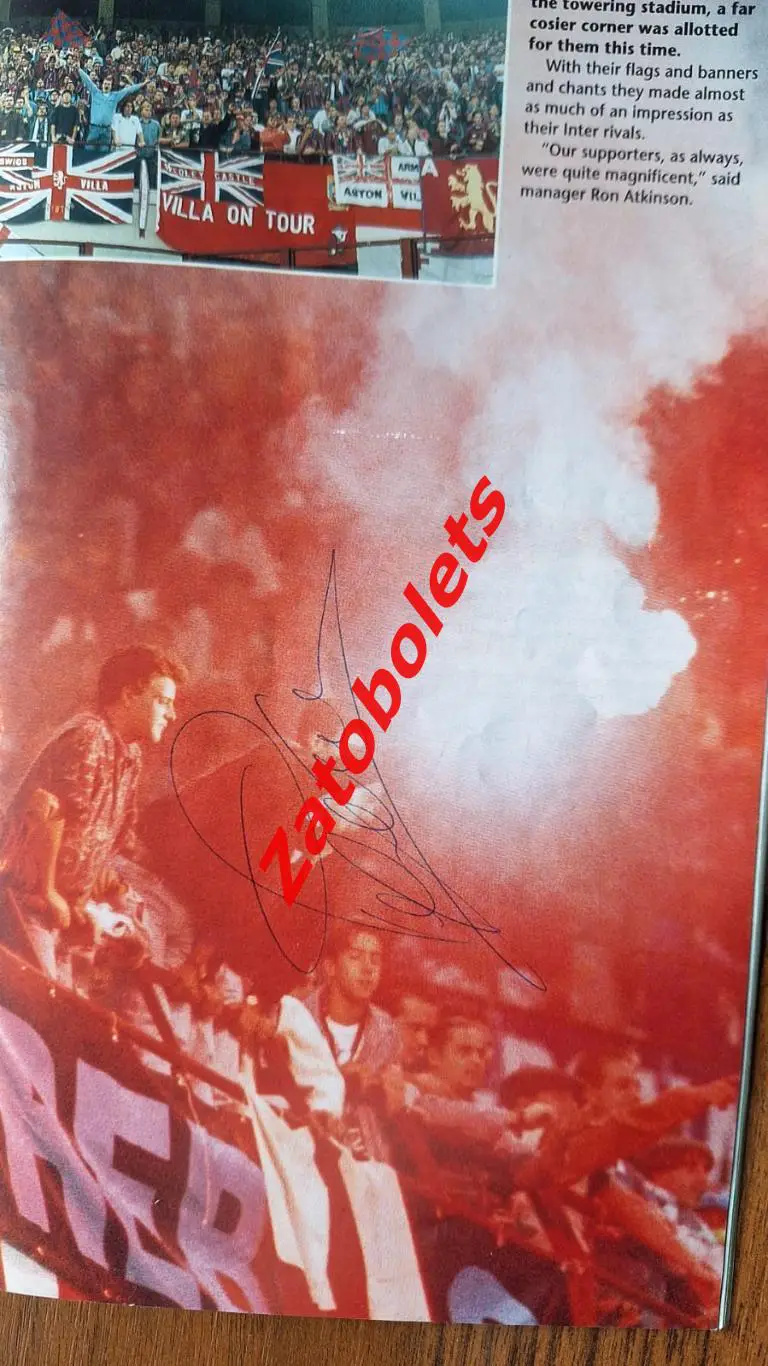 the towering stadium, a far
cosier corner was allotted
for them this time.
With their flags and banners
and chants they made almost
as much of an impression as
their Inter rivals.
"Our supporters, as always,
were quite magnificent," said
manager Ron Atkinson.
ASTON VILLA
VILLA ON TOUR
ARM
ASTON VIL
Zatobolets